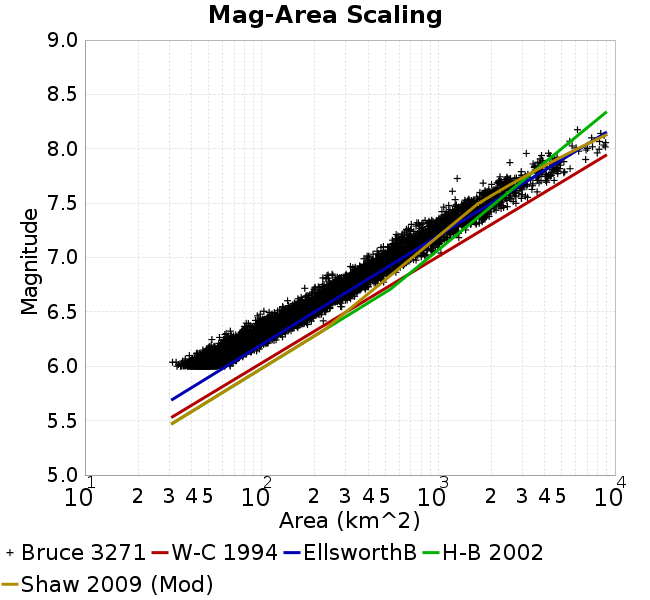 Mag-Area Scaling
9.0
8.5
8.0
7.5
7.0
6.5
6.0
5.5
5.0
Magnitude
10^1 2 3 4 5 10^2 2 3 4 5 10^3 2 3 4 5 10^4
Area (km^2)
Bruce 3271 W-C 1994 EllsworthB H-B 2002
Shaw 2009 (Mod)